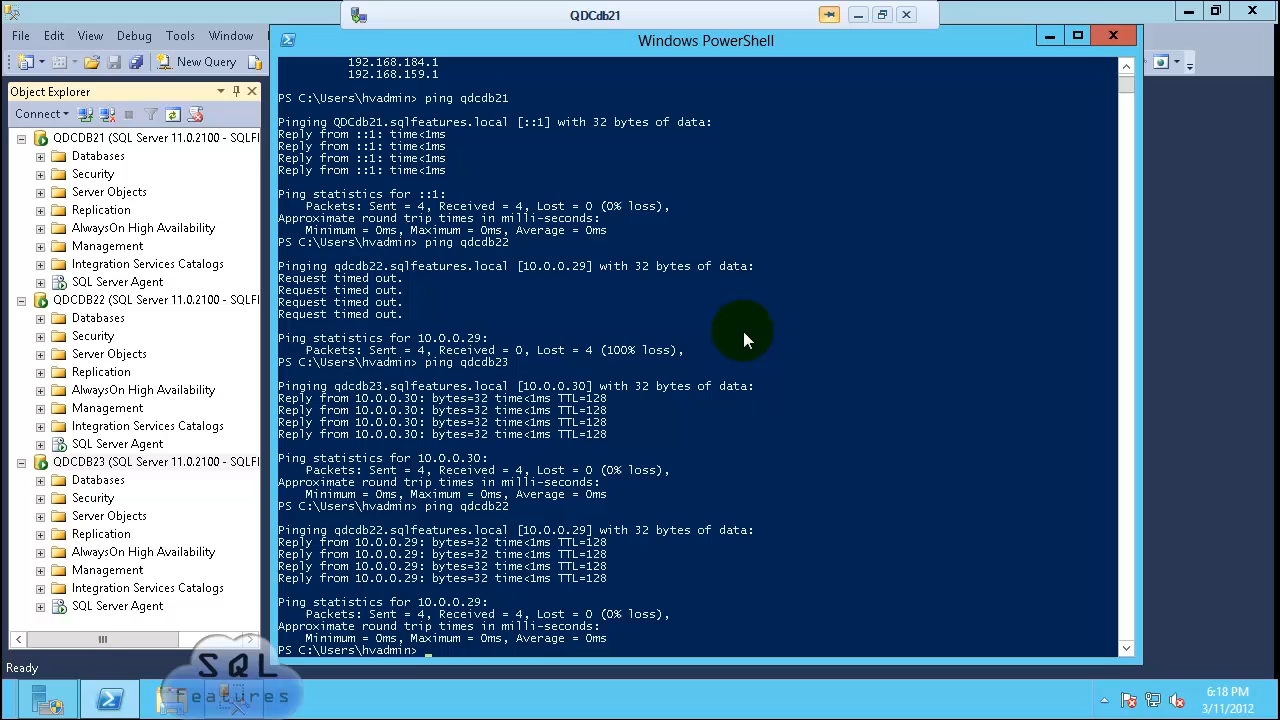 QDCdb21
File Edit View Debug Tools Window
New Query
Windows PowerShell
Object Explorer
Connect
QDCDB21 (SQL Server 11.0.2100 - SQLFI
Databases
Security
Server Objects
Replication
AlwaysOn High Availability
Management
Integration Services Catalogs
SQL Server Agent
QDCDB22 (SQL Server 11.0.2100 - SQLFI
Databases
Security
Server Objects
Replication
AlwaysOn High Availability
Management
Integration Services Catalogs
SQL Server Agent
QDCDB23 (SQL Server 11.0.2100 - SQLFI
Databases
Security
Server Objects
Replication
AlwaysOn High Availability
Management
Integration Services Catalogs
SQL Server Agent
192.168.184.1
192.168.159.1
PS C:\Users\hvadmin> ping qdcdb21
Pinging QDCdb21.sqlfeatures.local [::1] with 32 bytes of data:
Reply from ::1: time<1ms
Reply from ::1: time<1ms
Reply from ::1: time<1ms
Reply from ::1: time<1ms
Ping statistics for ::1:
Packets: Sent = 4, Received = 4, Lost = 0 (0% loss),
Approximate round trip times in milli-seconds:
Minimum = 0ms, Maximum = 0ms, Average = 0ms
PS C:\Users\hvadmin> ping qdcdb22
Pinging qdcdb22.sqlfeatures.local [10.0.0.29] with 32 bytes of data:
Request timed out.
Request timed out.
Request timed out.
Request timed out.
Ping statistics for 10.0.0.29:
Packets: Sent = 4, Received = 0, Lost = 4 (100% loss),
PS C:\Users\hvadmin> ping qdcdb23
Pinging qdcdb23.sqlfeatures.local [10.0.0.30] with 32 bytes of data:
Reply from 10.0.0.30: bytes=32 time<1ms TTL=128
Reply from 10.0.0.30: bytes=32 time<1ms TTL=128
Reply from 10.0.0.30: bytes=32 time<1ms TTL=128
Reply from 10.0.0.30: bytes=32 time<1ms TTL=128
Ping statistics for 10.0.0.30:
Packets: Sent = 4, Received = 4, Lost = 0 (0% loss),
Approximate round trip times in milli-seconds:
Minimum = 0ms, Maximum = 0ms, Average = 0ms
PS C:\Users\hvadmin> ping qdcdb22
Pinging qdcdb22.sqlfeatures.local [10.0.0.29] with 32 bytes of data:
Reply from 10.0.0.29: bytes=32 time<1ms TTL=128
Reply from 10.0.0.29: bytes=32 time<1ms TTL=128
Reply from 10.0.0.29: bytes=32 time<1ms TTL=128
Reply from 10.0.0.29: bytes=32 time<1ms TTL=128
Ping statistics for 10.0.0.29:
Packets: Sent = 4, Received = 4, Lost = 0 (0% loss),
Approximate round trip times in milli-seconds:
Minimum = 0ms, Maximum = 0ms, Average = 0ms
PS C:\Users\hvadmin>
Ready
SQL
Features
6:18 PM
3/11/2012